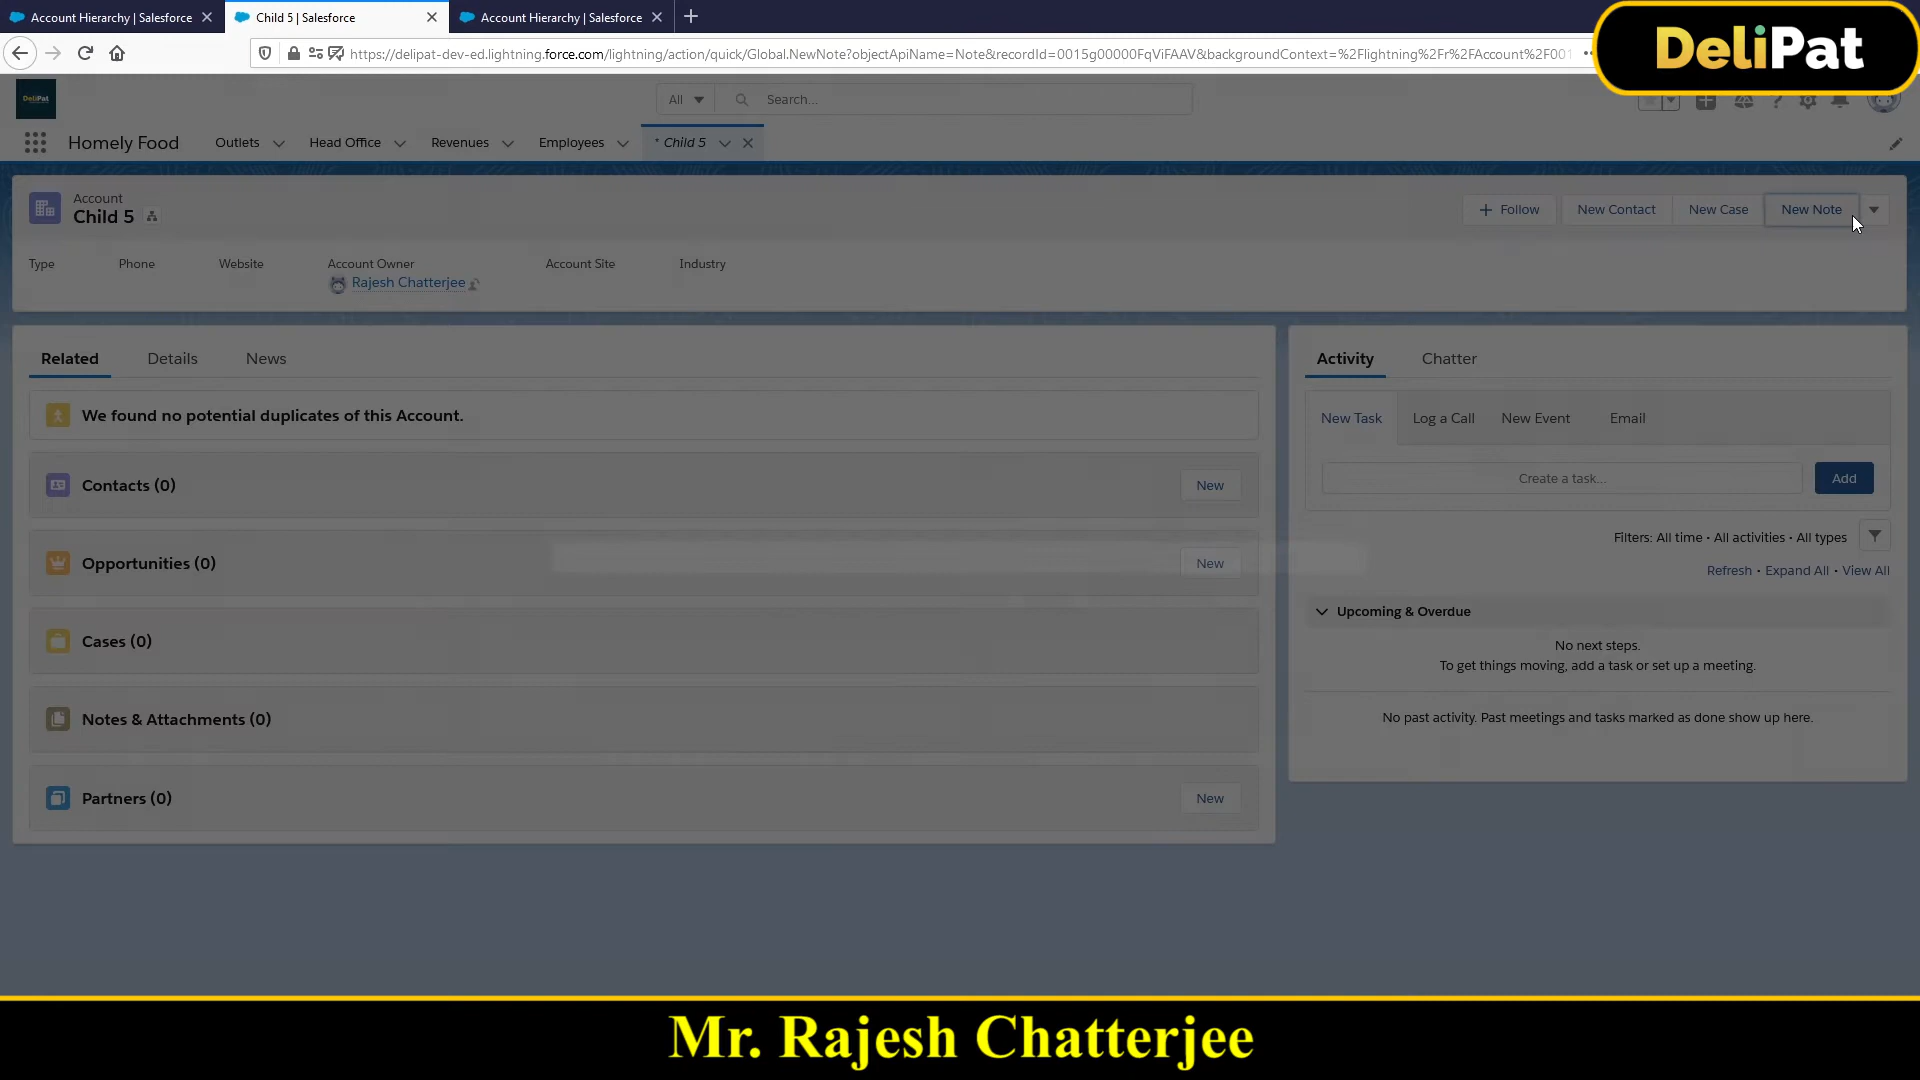 Account Hierarchy | Salesforce
Child 5 | Salesforce
Account Hierarchy | Salesforce
https://delipat-dev-ed.lightning.force.com/lightning/action/quick/Global.NewNote?objectApiName=Note&recordId=0015g00000FqViFAAV&backgroundContext=%2Flightning%2Fr%2FAccount%2F001
DeliPat
DeliPat
All
Search...
Homely Food
Outlets
Head Office
Revenues
Employees
* Child 5
Account
Child 5
Follow
New Contact
New Case
New Note
Type
Phone
Website
Account Owner
Account Site
Industry
Rajesh Chatterjee
Related
Details
News
We found no potential duplicates of this Account.
Contacts (0)
New
Opportunities (0)
New
Cases (0)
Notes & Attachments (0)
Partners (0)
New
Activity
Chatter
New Task
Log a Call
New Event
Email
Create a task...
Add
Filters: All time • All activities • All types
Refresh • Expand All • View All
Upcoming & Overdue
No next steps.
To get things moving, add a task or set up a meeting.
No past activity. Past meetings and tasks marked as done show up here.
Mr. Rajesh Chatterjee